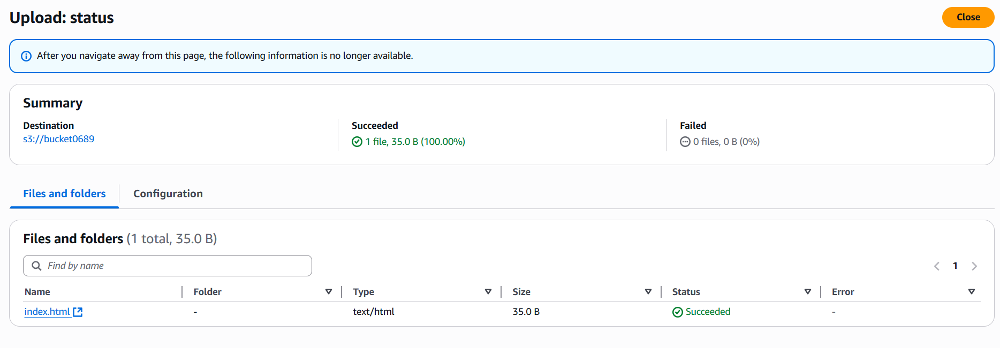 Upload: status
Close
After you navigate away from this page, the following information is no longer available.
Summary
Destination
s3://bucket0689
Succeeded
1 file, 35.0 B (100.00%)
Failed
0 files, 0 B (0%)
Files and folders
Configuration
Files and folders (1 total, 35.0 B)
Find by name
1
Name Folder Type Size Status Error
index.html - text/html 35.0 B Succeeded -